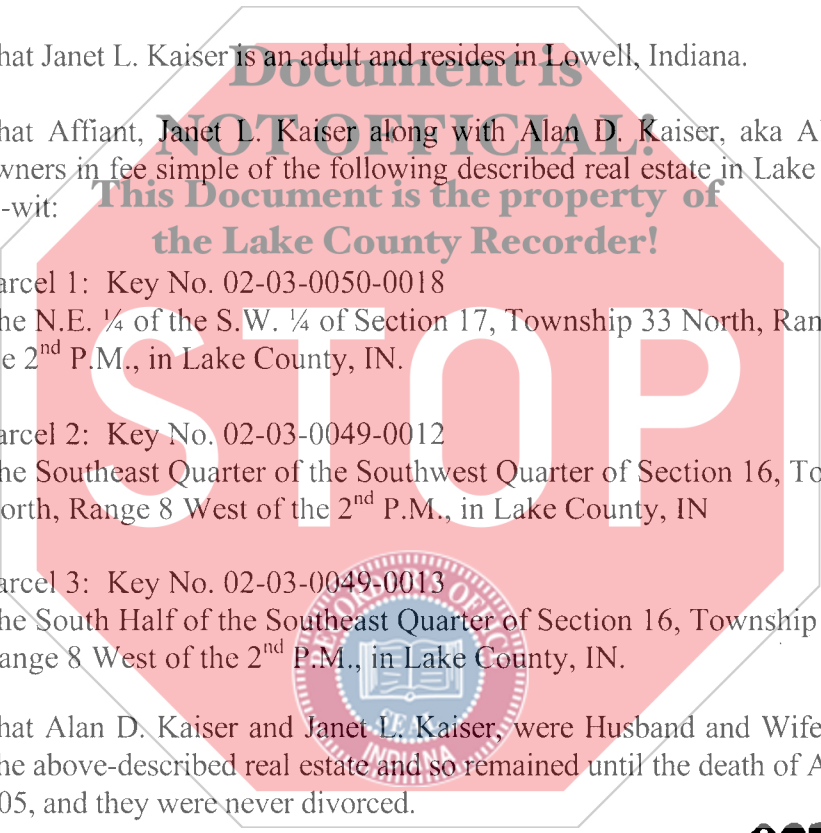 hat Janet L. Kaiser is an adult and resides in Lowell, Indiana.
Document is
hat Affiant, Janet L. Kaiser along with Alan D. Kaiser, aka A
NOT OFFICIAL!
wners in fee simple of the following described real estate in Lake
This Document is the property of
-wit:
the Lake County Recorder!
arcel 1: Key No. 02-03-0050-0018
he N.E. ¼ of the S.W. ¼ of Section 17, Township 33 North, Ran
e 2nd P.M., in Lake County, IN.
STOP
arcel 2: Key No. 02-03-0049-0012
he Southeast Quarter of the Southwest Quarter of Section 16, To
orth, Range 8 West of the 2nd P.M., in Lake County, IN
arcel 3: Key No. 02-03-0049-0013
he South Half of the Southeast Quarter of Section 16, Township
ange 8 West of the 2nd P.M., in Lake County, IN.
RECORDER'S OFFICE
SEAL
INDIANA
hat Alan D. Kaiser and Janet L. Kaiser, were Husband and Wife
he above-described real estate and so remained until the death of A
05, and they were never divorced.